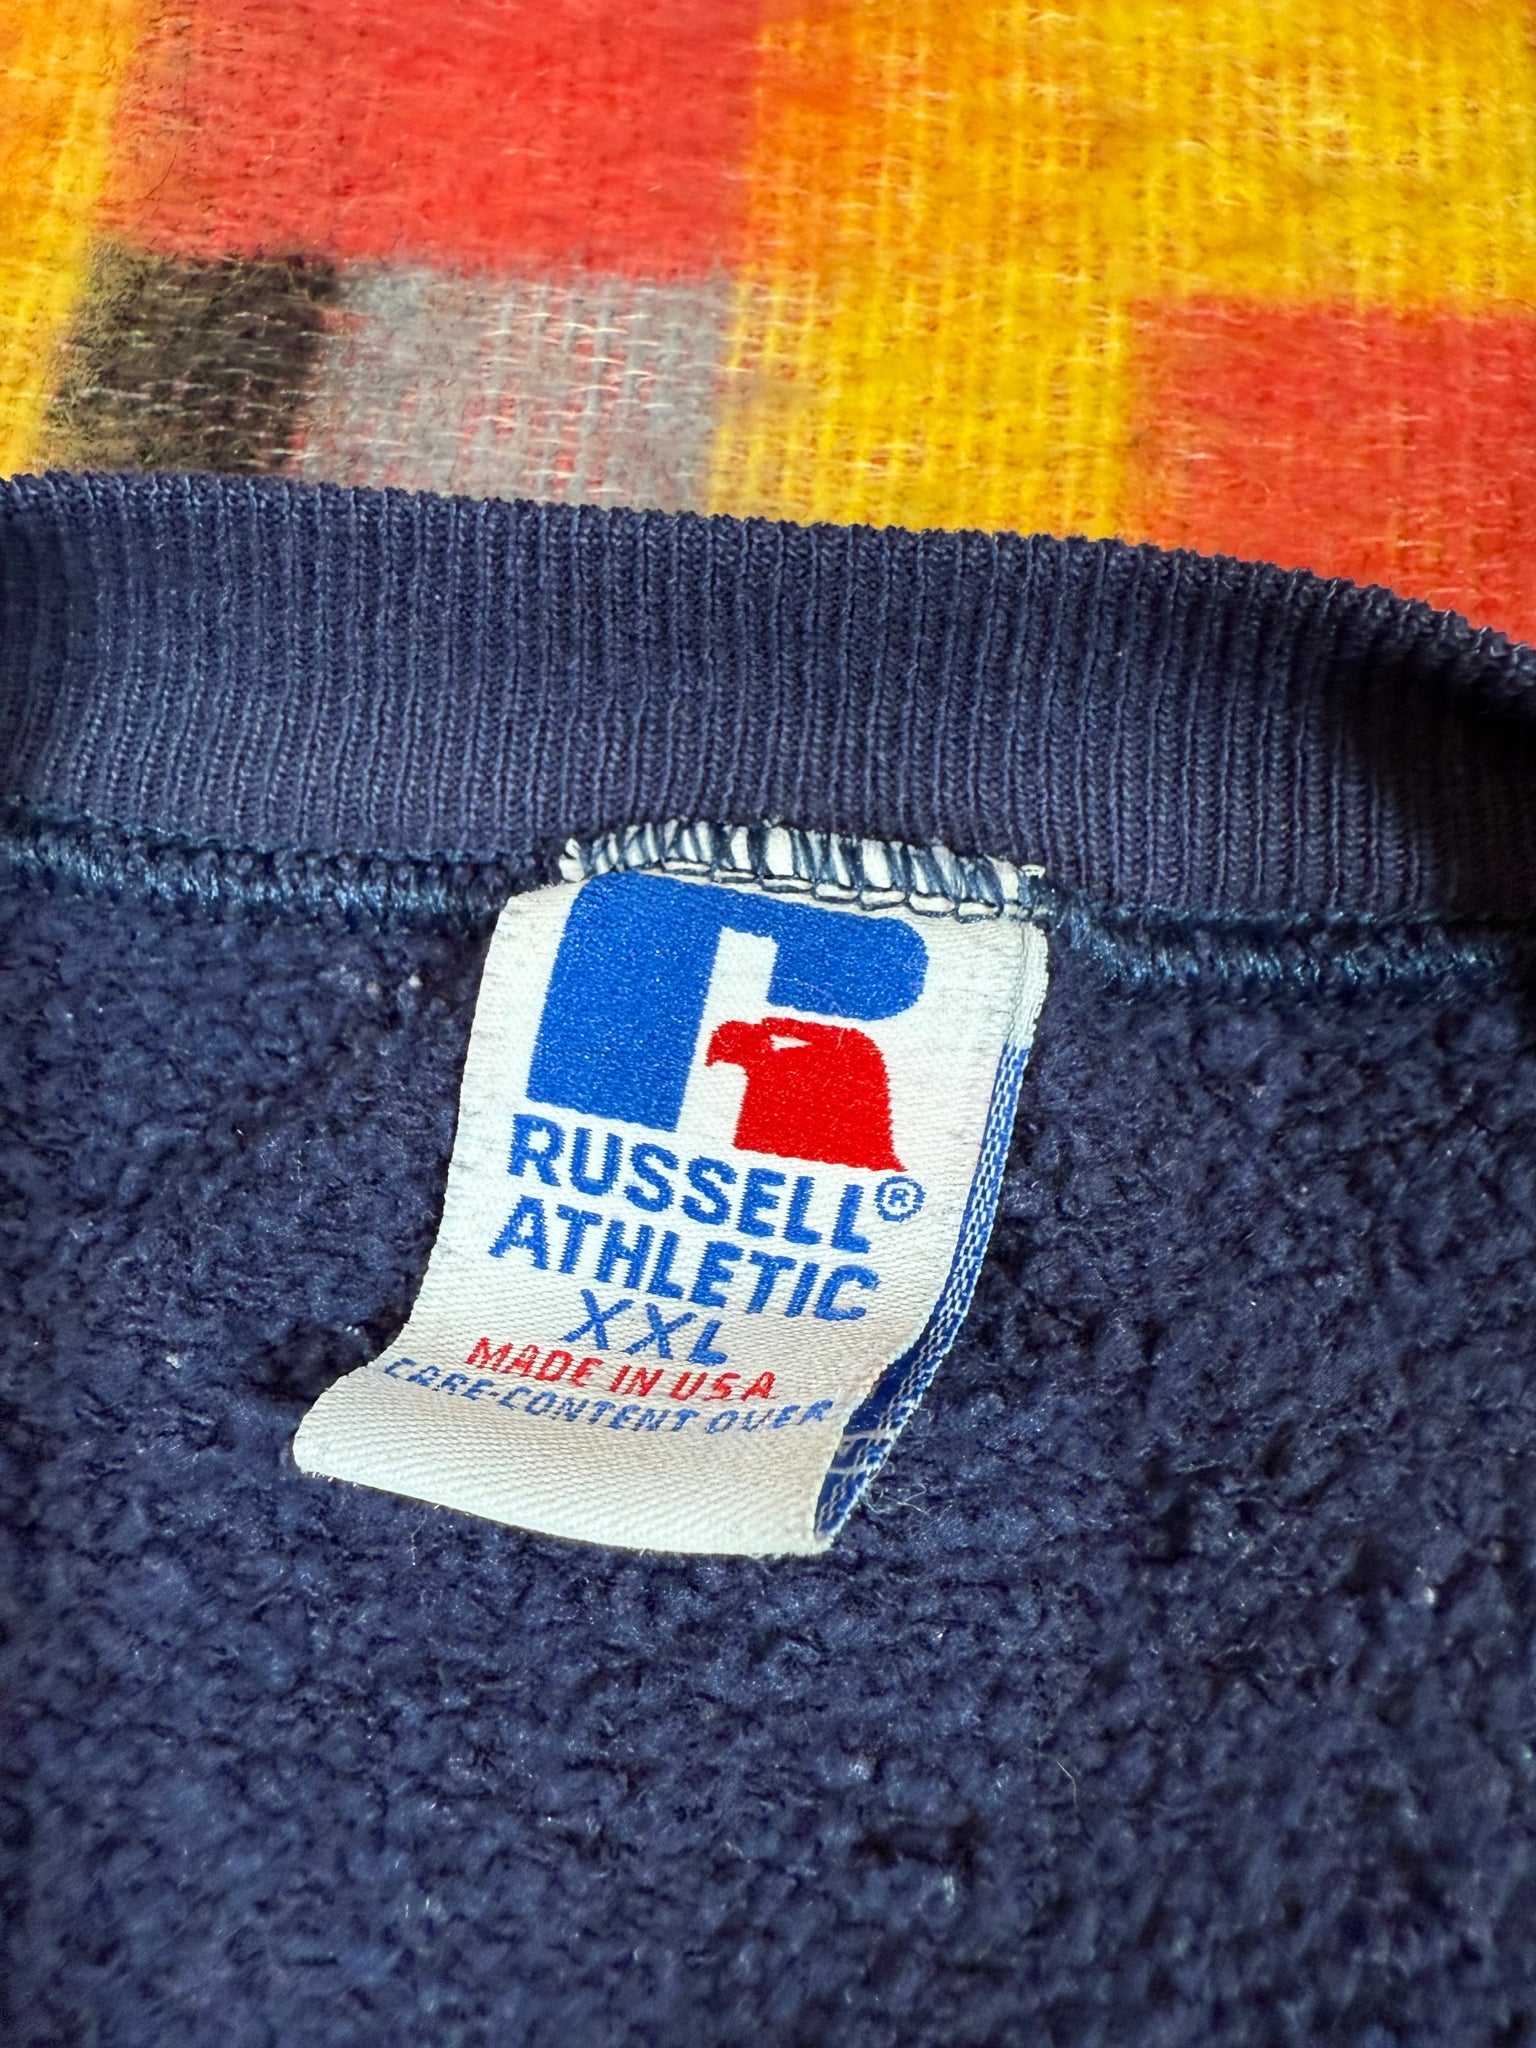 RUSSELL®
ATHLETIC
XXL
MADE IN USA
CARE-CONTENT OVER